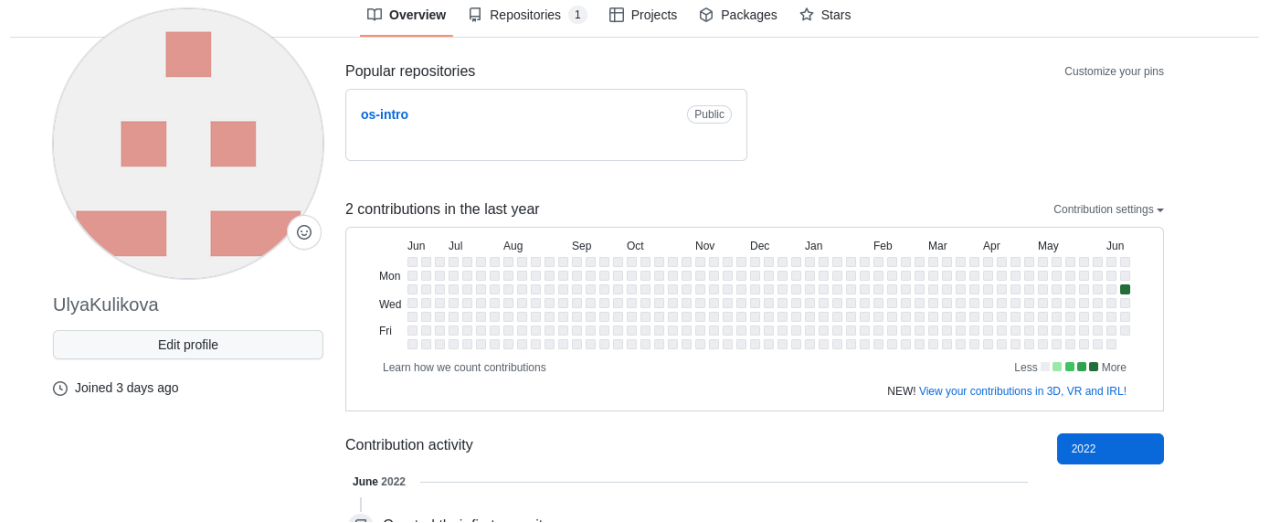 Overview Repositories 1 Projects Packages Stars
Popular repositories Customize your pins
os-intro Public
2 contributions in the last year Contribution settings
Jun Jul Aug Sep Oct Nov Dec Jan Feb Mar Apr May Jun
Mon
Wed
Fri
Learn how we count contributions Less More
NEW! View your contributions in 3D, VR and IRL!
UlyaKulikova
Edit profile
Joined 3 days ago
Contribution activity 2022
June 2022